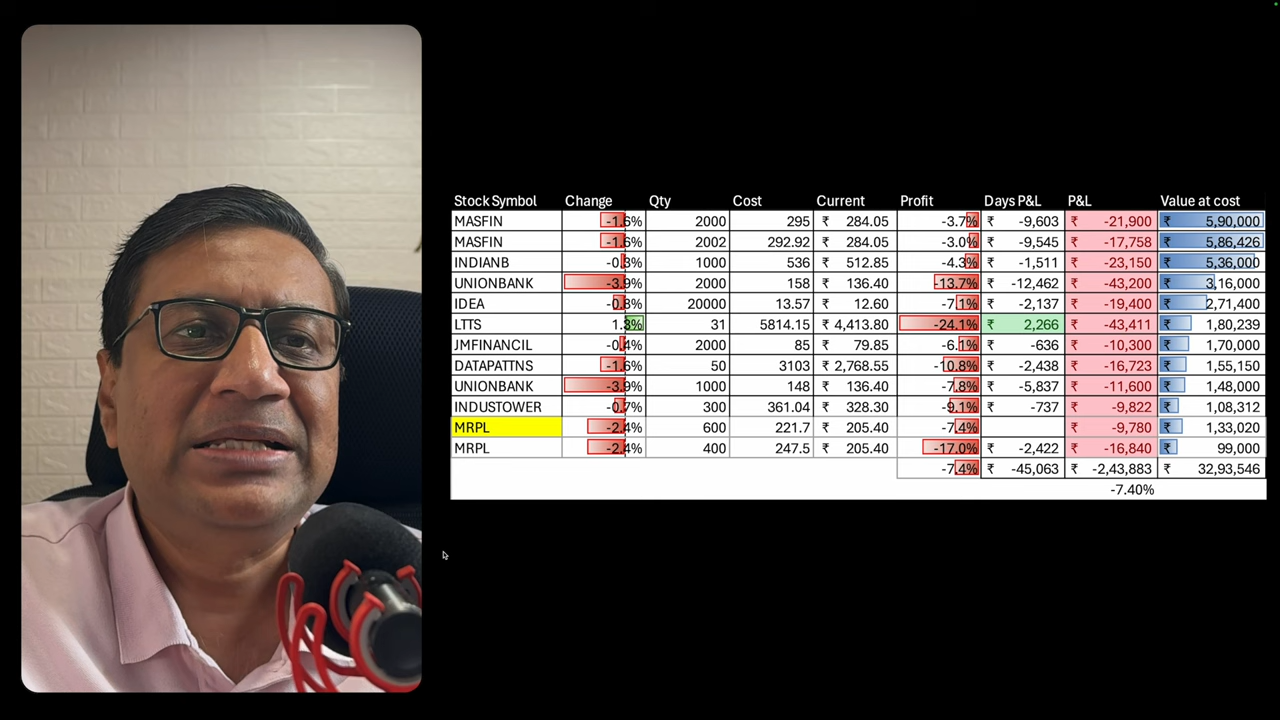 Stock Symbol Change Qty Cost Current Profit Days P&L P&L Value at cost
MASFIN -1.6% 2000 295 ₹ 284.05 -3.7% ₹ -9,603 ₹ -21,900 ₹ 5,90,000
MASFIN -1.6% 2002 292.92 ₹ 284.05 -3.0% ₹ -9,545 ₹ -17,758 ₹ 5,86,426
INDIANB -0.3% 1000 536 ₹ 512.85 -4.3% ₹ -1,511 ₹ -23,150 ₹ 5,36,000
UNIONBANK -3.9% 2000 158 ₹ 136.40 -13.7% ₹ -12,462 ₹ -43,200 ₹ 3,16,000
IDEA -0.8% 20000 13.57 ₹ 12.60 -7.1% ₹ -2,137 ₹ -19,400 ₹ 2,71,400
LTTS 1.3% 31 5814.15 ₹ 4,413.80 -24.1% ₹ 2,266 ₹ -43,411 ₹ 1,80,239
JMFINANCIL -0.4% 2000 85 ₹ 79.85 -6.1% ₹ -636 ₹ -10,300 ₹ 1,70,000
DATAPATTNS -1.6% 50 3103 ₹ 2,768.55 -10.8% ₹ -2,438 ₹ -16,723 ₹ 1,55,150
UNIONBANK -3.9% 1000 148 ₹ 136.40 -7.8% ₹ -5,837 ₹ -11,600 ₹ 1,48,000
INDUSTOWER -0.7% 300 361.04 ₹ 328.30 -9.1% ₹ -737 ₹ -9,822 ₹ 1,08,312
MRPL -2.4% 600 221.7 ₹ 205.40 -7.4% ₹ -9,780 ₹ 1,33,020
MRPL -2.4% 400 247.5 ₹ 205.40 -17.0% ₹ -2,422 ₹ -16,840 ₹ 99,000
-7.4% ₹ -45,063 ₹ -2,43,883 ₹ 32,93,546
-7.40%